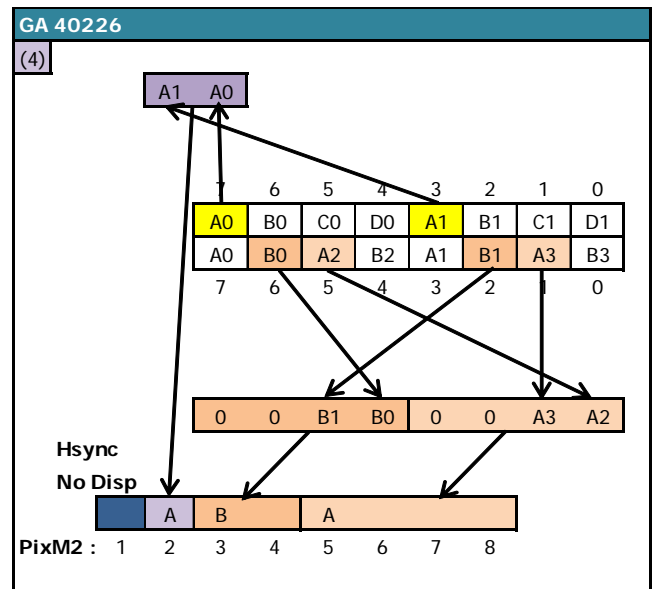 GA 40226
(4)
A1 A0
7 6 5 4 3 2 1 0
A0 B0 C0 D0 A1 B1 C1 D1
A0 B0 A2 B2 A1 B1 A3 B3
7 6 5 4 3 2 1 0
0 0 B1 B0 0 0 A3 A2
Hsync
No Disp
A B A
PixM2 : 1 2 3 4 5 6 7 8